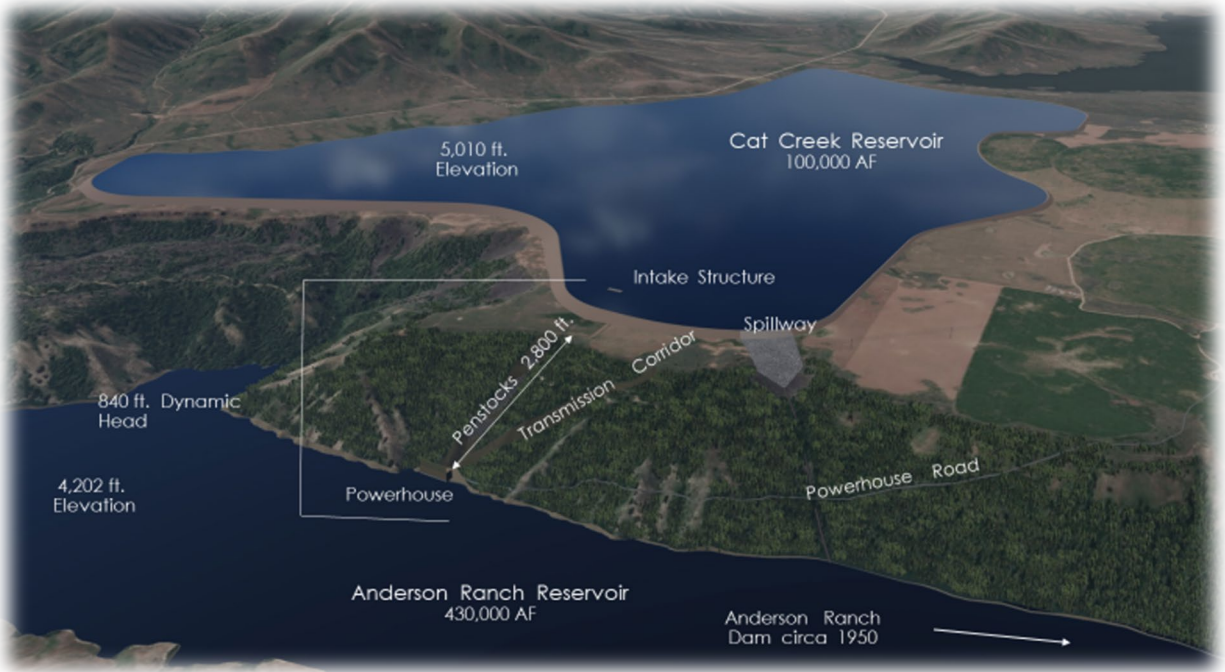 5,010 ft.
Elevation
Cat Creek Reservoir
100,000 AF
Intake Structure
Spillway
Penstocks 2,800 ft.
Transmission Corridor
840 ft. Dynamic
Head
4,202 ft.
Elevation
Powerhouse
Powerhouse Road
Anderson Ranch Reservoir
430,000 AF
Anderson Ranch
Dam circa 1950